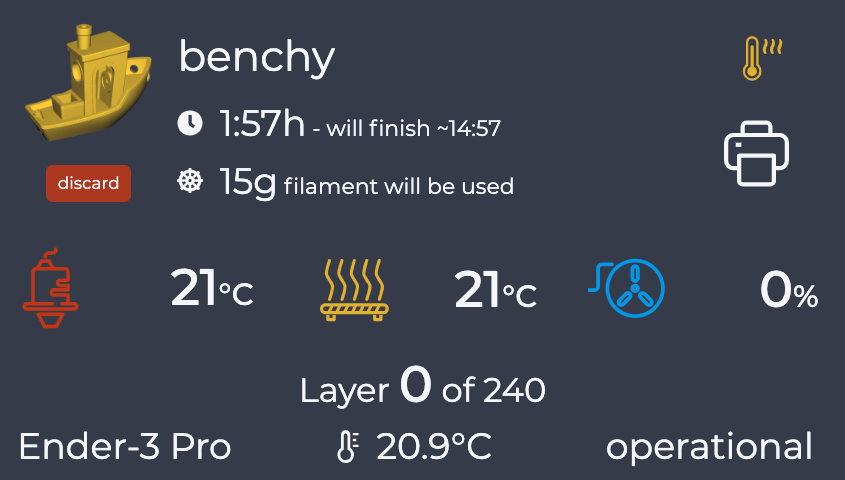 benchy
1:57h - will finish ~14:57
discard
15g filament will be used
21°C
21°C
0%
Layer 0 of 240
Ender-3 Pro
20.9°C
operational